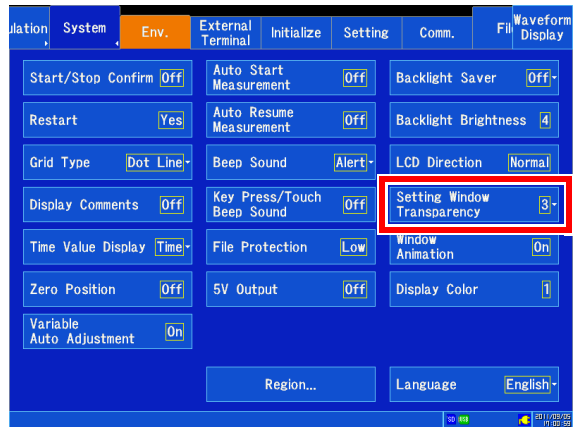 ulation
System
Env.
External
Terminal
Initialize
Setting
Comm.
Fil
Waveform
Display
Start/Stop Confirm Off
Auto Start
Measurement Off
Backlight Saver Off
Restart Yes
Auto Resume
Measurement Off
Backlight Brightness 4
Grid Type Dot Line
Beep Sound Alert
LCD Direction Normal
Display Comments Off
Key Press/Touch
Beep Sound Off
Setting Window
Transparency 3
Time Value Display Time
File Protection Low
Window
Animation On
Zero Position Off
5V Output Off
Display Color 1
Variable
Auto Adjustment On
Region...
Language English
SD USB
2011/09/05
17:00:59